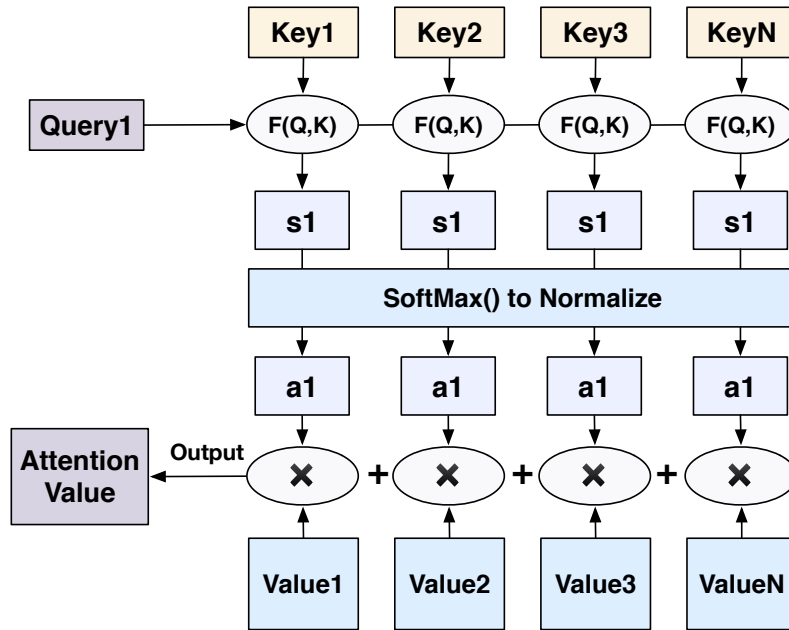 Key1 Key2 Key3 KeyN
Query1 F(Q,K) F(Q,K) F(Q,K) F(Q,K)
s1 s1 s1 s1
SoftMax() to Normalize
a1 a1 a1 a1
Attention
Value
Output
+ + +
Value1 Value2 Value3 ValueN